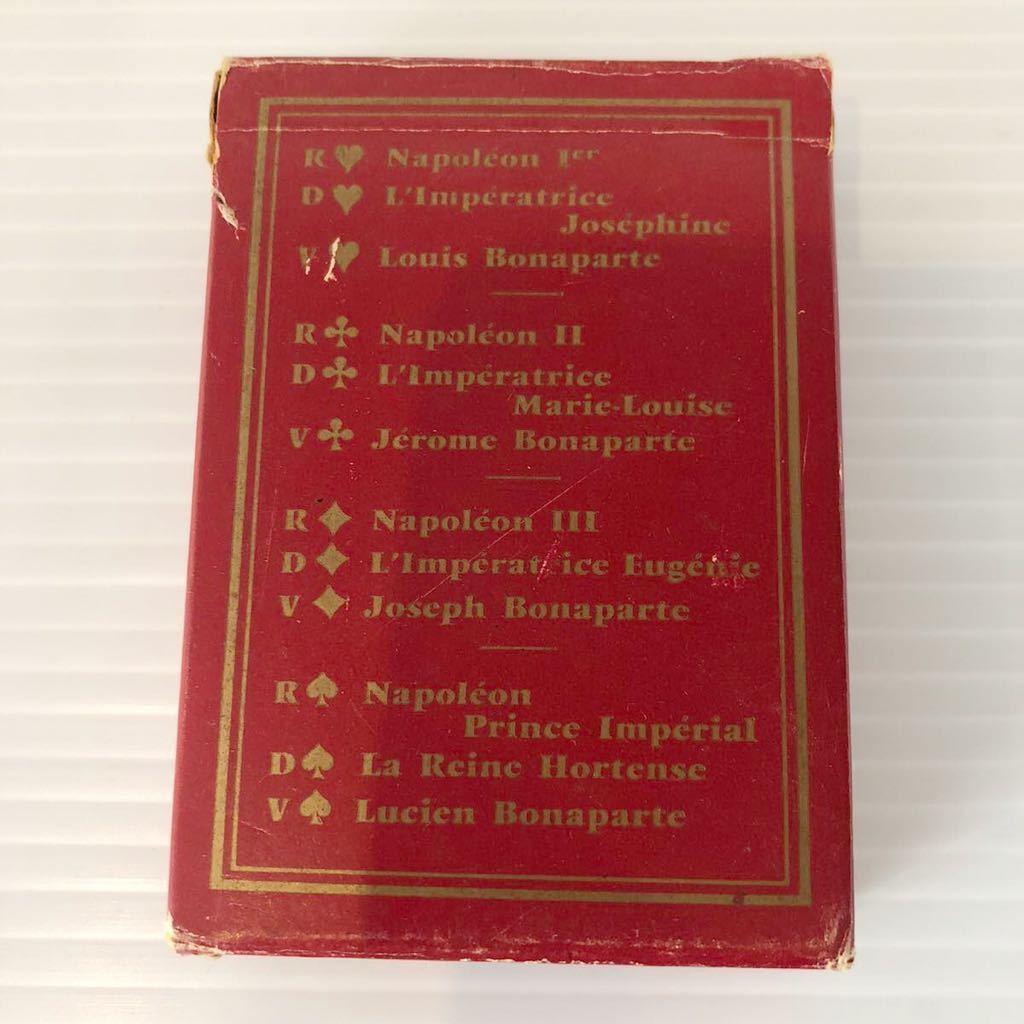 R♥ Napoléon Ier
D♥ L'Impératrice
Joséphine
V♥ Louis Bonaparte
R♣ Napoléon II
D♣ L'Impératrice
Marie-Louise
V♣ Jérome Bonaparte
R♦ Napoléon III
D♦ L'Impératrice Eugénie
V♦ Joseph Bonaparte
R♠ Napoléon
Prince Impérial
D♠ La Reine Hortense
V♠ Lucien Bonaparte